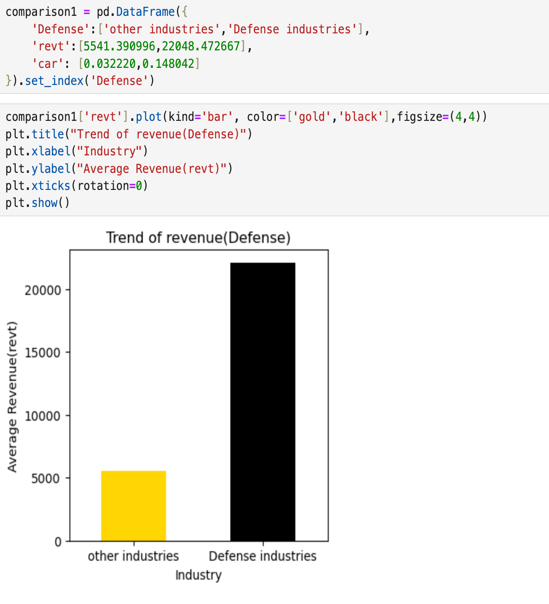 comparison1 = pd.DataFrame({
    'Defense':['other industries','Defense industries'],
    'revt':[5541.390996,22048.472667],
    'car': [0.032220,0.148042]
}).set_index('Defense')
comparison1['revt'].plot(kind='bar', color=['gold','black'],figsize=(4,4))
plt.title("Trend of revenue(Defense)")
plt.xlabel("Industry")
plt.ylabel("Average Revenue(revt)")
plt.xticks(rotation=0)
plt.show()
Trend of revenue(Defense)
Average Revenue(revt)
20000
15000
10000
5000
0
other industries Defense industries
Industry